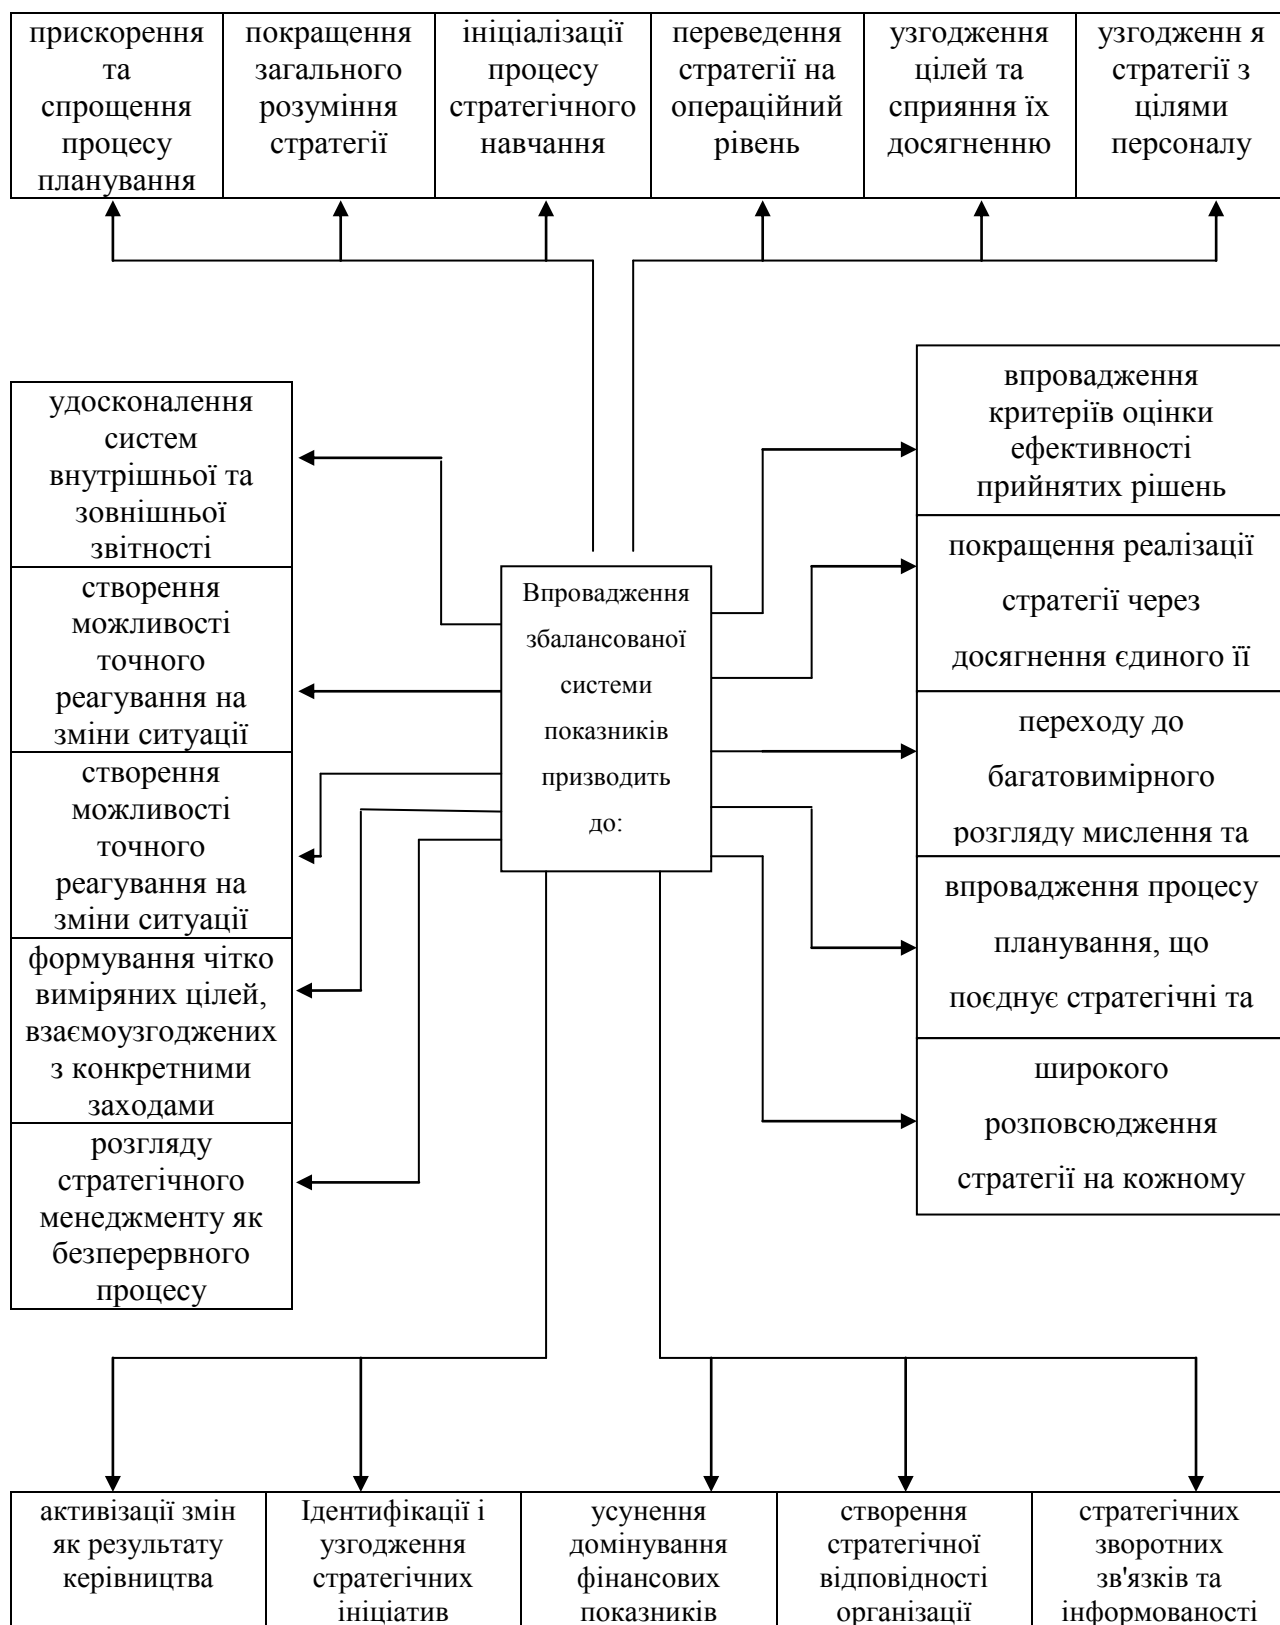 прискорення
та
спрощення
процесу
планування
покращення
загального
розуміння
стратегії
ініціалізації
процесу
стратегічного
навчання
переведення
стратегії на
операційний
рівень
узгодження
цілей та
сприяння їх
досягненню
узгодженн я
стратегії з
цілями
персоналу
удосконалення
систем
внутрішньої та
зовнішньої
звітності
створення
можливості
точного
реагування на
зміни ситуації
створення
можливості
точного
реагування на
зміни ситуації
формування чітко
виміряних цілей,
взаємоузгоджених
з конкретними
заходами
розгляду
стратегічного
менеджменту як
безперервного
процесу
Впровадження
збалансованої
системи
показників
призводить
до:
впровадження
критеріїв оцінки
ефективності
прийнятих рішень
покращення реалізації
стратегії через
досягнення єдиного її
переходу до
багатовимірного
розгляду мислення та
впровадження процесу
планування, що
поєднує стратегічні та
широкого
розповсюдження
стратегії на кожному
активізації змін
як результату
керівництва
Ідентифікації і
узгодження
стратегічних
ініціатив
усунення
домінування
фінансових
показників
створення
стратегічної
відповідності
організації
стратегічних
зворотних
зв'язків та
інформованості